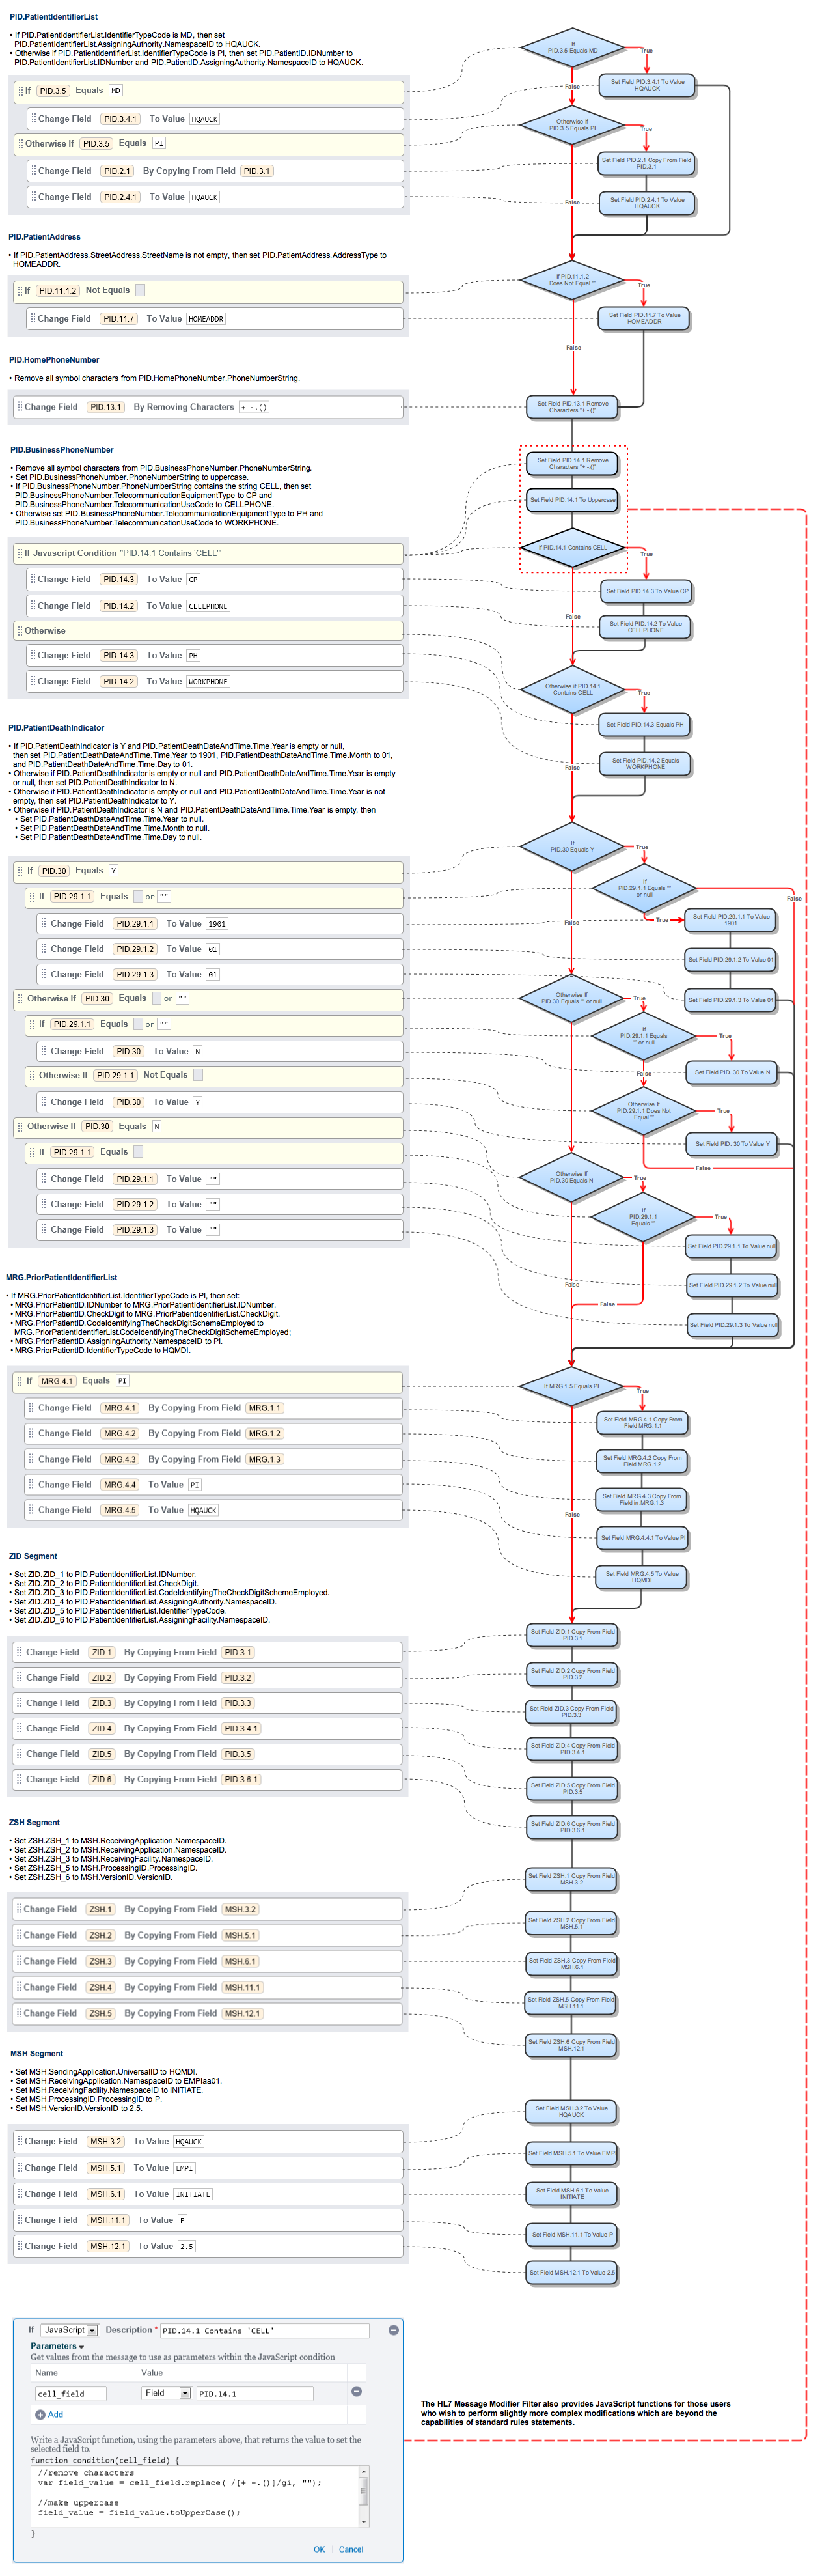 PID.PatientIdentifierList
• If PID.PatientIdentifierList.IdentifierTypeCode is MD, then set
PID.PatientIdentifierList.AssigningAuthority.NamespaceID to HQAUCK.
• Otherwise if PID.PatientIdentifierList.IdentifierTypeCode is PI, then set PID.PatientID.IDNumber to
PID.PatientIdentifierList.IDNumber and PID.PatientID.AssigningAuthority.NamespaceID to HQAUCK.
If PID.3.5 Equals MD
Change Field PID.3.4.1 To Value HQAUCK
Otherwise If PID.3.5 Equals PI
Change Field PID.2.1 By Copying From Field PID.3.1
Change Field PID.2.4.1 To Value HQAUCK
If
PID.3.5 Equals MD
True
Set Field PID.3.4.1 To Value
HQAUCK
False
Otherwise If
PID.3.5 Equals PI
True
Set Field PID.2.1 Copy From Field
PID.3.1
Set Field PID.2.4.1 To Value
HQAUCK
False
PID.PatientAddress
• If PID.PatientAddress.StreetAddress.StreetName is not empty, then set PID.PatientAddress.AddressType to
HOMEADDR.
If PID.11.1.2 Not Equals
Change Field PID.11.7 To Value HOMEADDR
If PID.11.1.2
Does Not Equal ""
True
Set Field PID.11.7 To Value
HOMEADDR
False
PID.HomePhoneNumber
• Remove all symbol characters from PID.HomePhoneNumber.PhoneNumberString.
Change Field PID.13.1 By Removing Characters + -.()
Set Field PID.13.1 Remove
Characters "+ -.()"
PID.BusinessPhoneNumber
• Remove all symbol characters from PID.BusinessPhoneNumber.PhoneNumberString.
• Set PID.BusinessPhoneNumber.PhoneNumberString to uppercase.
• If PID.BusinessPhoneNumber.PhoneNumberString contains the string CELL, then set
PID.BusinessPhoneNumber.TelecommunicationEquipmentType to CP and
PID.BusinessPhoneNumber.TelecommunicationUseCode to CELLPHONE.
• Otherwise set PID.BusinessPhoneNumber.TelecommunicationEquipmentType to PH and
PID.BusinessPhoneNumber.TelecommunicationUseCode to WORKPHONE.
If Javascript Condition "PID.14.1 Contains 'CELL'"
Change Field PID.14.3 To Value CP
Change Field PID.14.2 To Value CELLPHONE
Otherwise
Change Field PID.14.3 To Value PH
Change Field PID.14.2 To Value WORKPHONE
Set Field PID.14.1 Remove
Characters "+ -.()"
Set Field PID.14.1 To Uppercase
If PID.14.1 Contains CELL
True
Set Field PID.14.3 To Value CP
False
Set Field PID.14.2 To Value
CELLPHONE
Otherwise if PID.14.1
Contains CELL
True
Set Field PID.14.3 Equals PH
Set Field PID.14.2 Equals
WORKPHONE
False
PID.PatientDeathIndicator
• If PID.PatientDeathIndicator is Y and PID.PatientDeathDateAndTime.Time.Year is empty or null,
then set PID.PatientDeathDateAndTime.Time.Year to 1901, PID.PatientDeathDateAndTime.Time.Month to 01,
and PID.PatientDeathDateAndTime.Time.Day to 01.
• Otherwise if PID.PatientDeathIndicator is empty or null and PID.PatientDeathDateAndTime.Time.Year is empty
or null, then set PID.PatientDeathIndicator to N.
• Otherwise if PID.PatientDeathIndicator is empty or null and PID.PatientDeathDateAndTime.Time.Year is not
empty, then set PID.PatientDeathIndicator to Y.
• Otherwise if PID.PatientDeathIndicator is N and PID.PatientDeathDateAndTime.Time.Year is empty, then
• Set PID.PatientDeathDateAndTime.Time.Year to null.
• Set PID.PatientDeathDateAndTime.Time.Month to null.
• Set PID.PatientDeathDateAndTime.Time.Day to null.
If PID.30 Equals Y
If PID.29.1.1 Equals or ""
Change Field PID.29.1.1 To Value 1901
Change Field PID.29.1.2 To Value 01
Change Field PID.29.1.3 To Value 01
Otherwise If PID.30 Equals or ""
If PID.29.1.1 Equals or ""
Change Field PID.30 To Value N
Otherwise If PID.29.1.1 Not Equals
Change Field PID.30 To Value Y
Otherwise If PID.30 Equals N
If PID.29.1.1 Equals
Change Field PID.29.1.1 To Value ""
Change Field PID.29.1.2 To Value ""
Change Field PID.29.1.3 To Value ""
If
PID.30 Equals Y
True
If
PID.29.1.1 Equals ""
or null
False
True
Set Field PID.29.1.1 To Value
1901
False
Set Field PID.29.1.2 To Value 01
Set Field PID.29.1.3 To Value 01
Otherwise If
PID.30 Equals "" or null
True
If
PID.29.1.1 Equals
"" or null
True
Set Field PID. 30 To Value N
False
Otherwise If
PID.29.1.1 Does Not
Equal ""
True
Set Field PID. 30 To Value Y
False
Otherwise If
PID.30 Equals N
True
If
PID.29.1.1
Equals ""
True
Set Field PID.29.1.1 To Value null
Set Field PID.29.1.2 To Value null
False
False
Set Field PID.29.1.3 To Value null
MRG.PriorPatientIdentifierList
• If MRG.PriorPatientIdentifierList.IdentifierTypeCode is PI, then set:
• MRG.PriorPatientID.IDNumber to MRG.PriorPatientIdentifierList.IDNumber.
• MRG.PriorPatientID.CheckDigit to MRG.PriorPatientIdentifierList.CheckDigit.
• MRG.PriorPatientID.CodeIdentifyingTheCheckDigitSchemeEmployed to
MRG.PriorPatientIdentifierList.CodeIdentifyingTheCheckDigitSchemeEmployed;
• MRG.PriorPatientID.AssigningAuthority.NamespaceID to PI.
• MRG.PriorPatientID.IdentifierTypeCode to HQMDI.
If MRG.4.1 Equals PI
Change Field MRG.4.1 By Copying From Field MRG.1.1
Change Field MRG.4.2 By Copying From Field MRG.1.2
Change Field MRG.4.3 By Copying From Field MRG.1.3
Change Field MRG.4.4 To Value PI
Change Field MRG.4.5 To Value HQAUCK
If MRG.1.5 Equals PI
True
Set Field MRG.4.1 Copy From
Field MRG.1.1
Set Field MRG.4.2 Copy From
Field MRG.1.2
Set Field MRG.4.3 Copy From
Field in.MRG.1.3
False
Set Field MRG.4.4.1 To Value PI
Set Field MRG.4.5 To Value
HQMDI
ZID Segment
• Set ZID.ZID_1 to PID.PatientIdentifierList.IDNumber.
• Set ZID.ZID_2 to PID.PatientIdentifierList.CheckDigit.
• Set ZID.ZID_3 to PID.PatientIdentifierList.CodeIdentifyingTheCheckDigitSchemeEmployed.
• Set ZID.ZID_4 to PID.PatientIdentifierList.AssigningAuthority.NamespaceID.
• Set ZID.ZID_5 to PID.PatientIdentifierList.IdentifierTypeCode.
• Set ZID.ZID_6 to PID.PatientIdentifierList.AssigningFacility.NamespaceID.
Change Field ZID.1 By Copying From Field PID.3.1
Change Field ZID.2 By Copying From Field PID.3.2
Change Field ZID.3 By Copying From Field PID.3.3
Change Field ZID.4 By Copying From Field PID.3.4.1
Change Field ZID.5 By Copying From Field PID.3.5
Change Field ZID.6 By Copying From Field PID.3.6.1
Set Field ZID.1 Copy From Field
PID.3.1
Set Field ZID.2 Copy From Field
PID.3.2
Set Field ZID.3 Copy From Field
PID.3.3
Set Field ZID.4 Copy From Field
PID.3.4.1
Set Field ZID.5 Copy From Field
PID.3.5
Set Field ZID.6 Copy From Field
PID.3.6.1
ZSH Segment
• Set ZSH.ZSH_1 to MSH.ReceivingApplication.NamespaceID.
• Set ZSH.ZSH_2 to MSH.ReceivingApplication.NamespaceID.
• Set ZSH.ZSH_3 to MSH.ReceivingFacility.NamespaceID.
• Set ZSH.ZSH_5 to MSH.ProcessingID.ProcessingID.
• Set ZSH.ZSH_6 to MSH.VersionID.VersionID.
Change Field ZSH.1 By Copying From Field MSH.3.2
Change Field ZSH.2 By Copying From Field MSH.5.1
Change Field ZSH.3 By Copying From Field MSH.6.1
Change Field ZSH.4 By Copying From Field MSH.11.1
Change Field ZSH.5 By Copying From Field MSH.12.1
Set Field ZSH.1 Copy From Field
MSH.3.2
Set Field ZSH.2 Copy From Field
MSH.5.1
Set Field ZSH.3 Copy From Field
MSH.6.1
Set Field ZSH.5 Copy From Field
MSH.11.1
Set Field ZSH.6 Copy From Field
MSH.12.1
MSH Segment
• Set MSH.SendingApplication.UniversalID to HQMDI.
• Set MSH.ReceivingApplication.NamespaceID to EMPIaa01.
• Set MSH.ReceivingFacility.NamespaceID to INITIATE.
• Set MSH.ProcessingID.ProcessingID to P.
• Set MSH.VersionID.VersionID to 2.5.
Change Field MSH.3.2 To Value HQAUCK
Change Field MSH.5.1 To Value EMPI
Change Field MSH.6.1 To Value INITIATE
Change Field MSH.11.1 To Value P
Change Field MSH.12.1 To Value 2.5
Set Field MSH.3.2 To Value
HQAUCK
Set Field MSH.5.1 To Value EMPI
Set Field MSH.6.1 To Value
INITIATE
Set Field MSH.11.1 To Value P
Set Field MSH.12.1 To Value 2.5
If JavaScript Description * PID.14.1 Contains 'CELL'
Parameters
Get values from the message to use as parameters within the JavaScript condition
Name Value
cell_field Field PID.14.1
Add
Write a JavaScript function, using the parameters above, that returns the value to set the
selected field to.
function condition(cell_field) {
//remove characters
var field_value = cell_field.replace( /[+ -.()]/gi, "");
//make uppercase
field_value = field_value.toUpperCase();
}
OK Cancel
The HL7 Message Modifier Filter also provides JavaScript functions for those users
who wish to perform slightly more complex modifications which are beyond the
capabilities of standard rules statements.